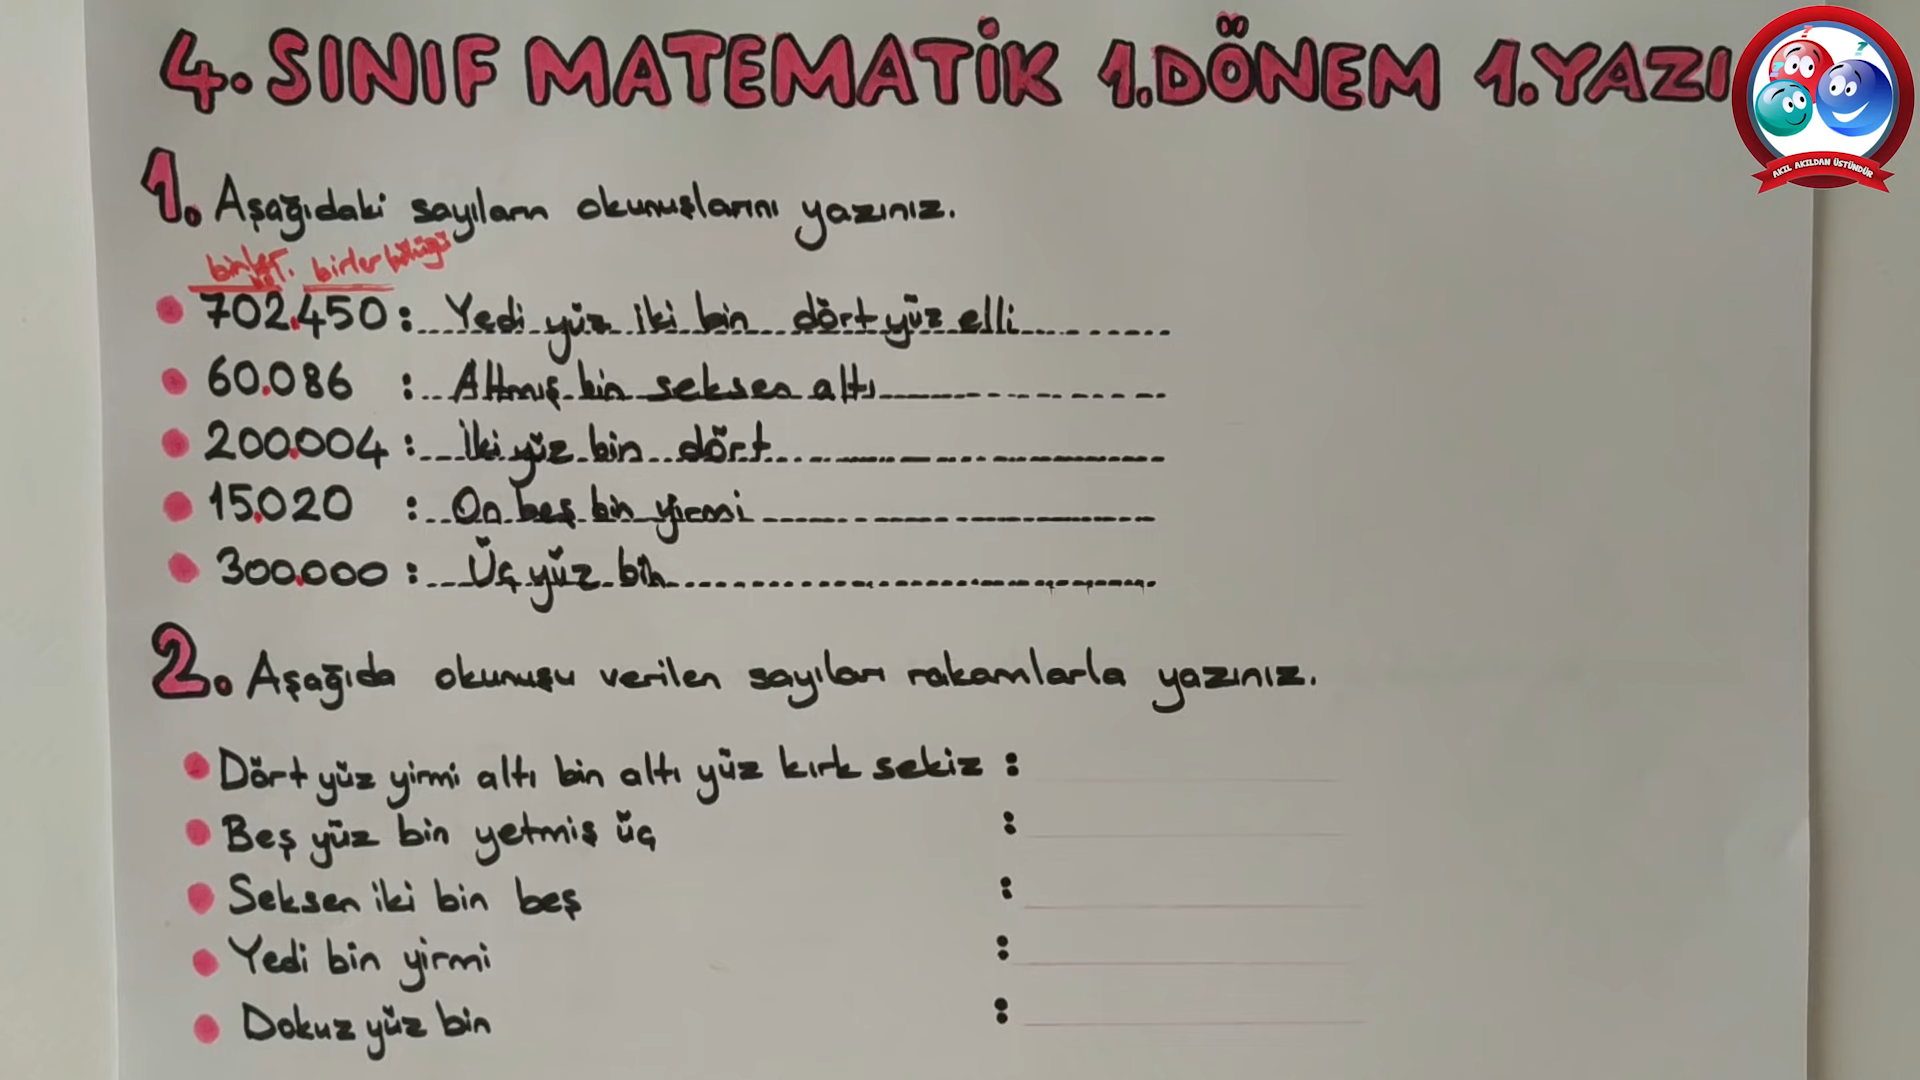 4. SINIF MATEMATİK 1.DÖNEM 1.YAZI
AKIL AKILDAN ÜSTÜNDÜR
1. Aşağıdaki sayıların okunuşlarını yazınız.
binler böl. birler bölüğü
702.450 : Yedi yüz iki bin dört yüz elli
60.086 : Altmış bin seksen altı
200.004 : İki yüz bin dört
15.020 : On beş bin yirmi
300.000 : Üç yüz bin
2. Aşağıda okunuşu verilen sayıları rakamlarla yazınız.
Dört yüz yirmi altı bin altı yüz kırk sekiz :
Beş yüz bin yetmiş üç :
Seksen iki bin beş :
Yedi bin yirmi :
Dokuz yüz bin :